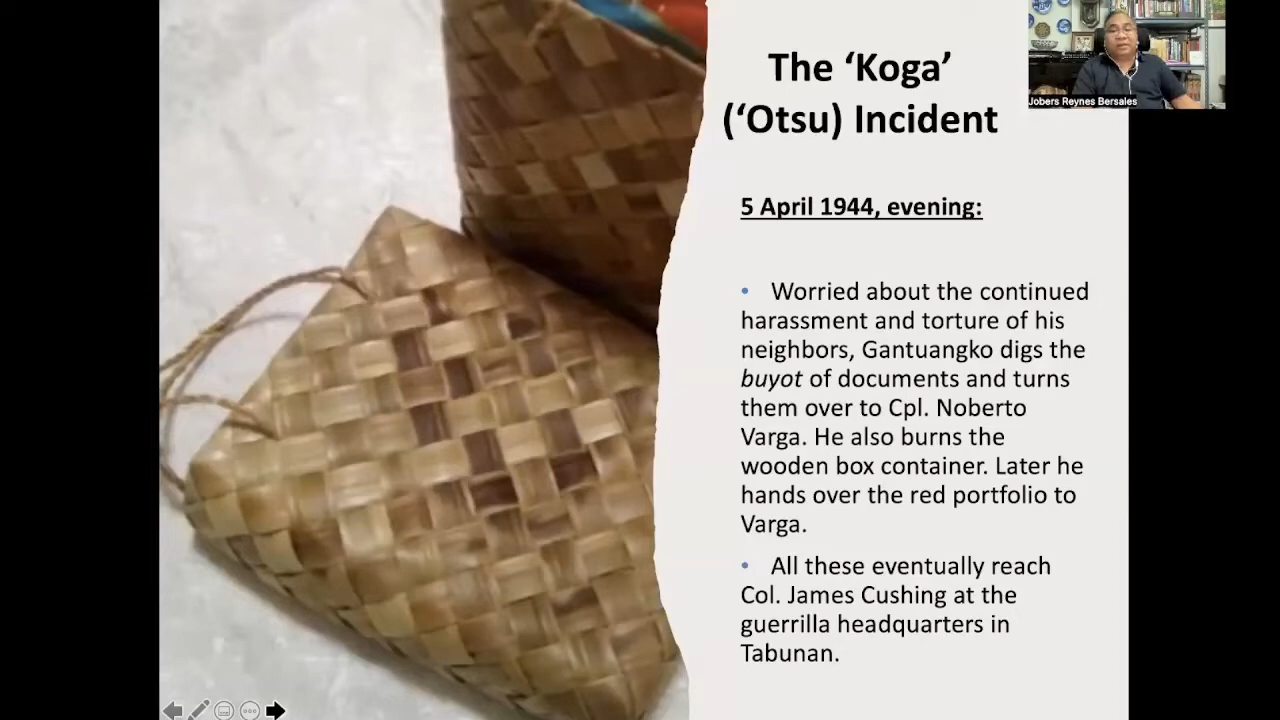 The ‘Koga’
(‘Otsu) Incident
Jobers Reynes Bersales
5 April 1944, evening:
• Worried about the continued
harassment and torture of his
neighbors, Gantuangko digs the
buyot of documents and turns
them over to Cpl. Noberto
Varga. He also burns the
wooden box container. Later he
hands over the red portfolio to
Varga.
• All these eventually reach
Col. James Cushing at the
guerrilla headquarters in
Tabunan.